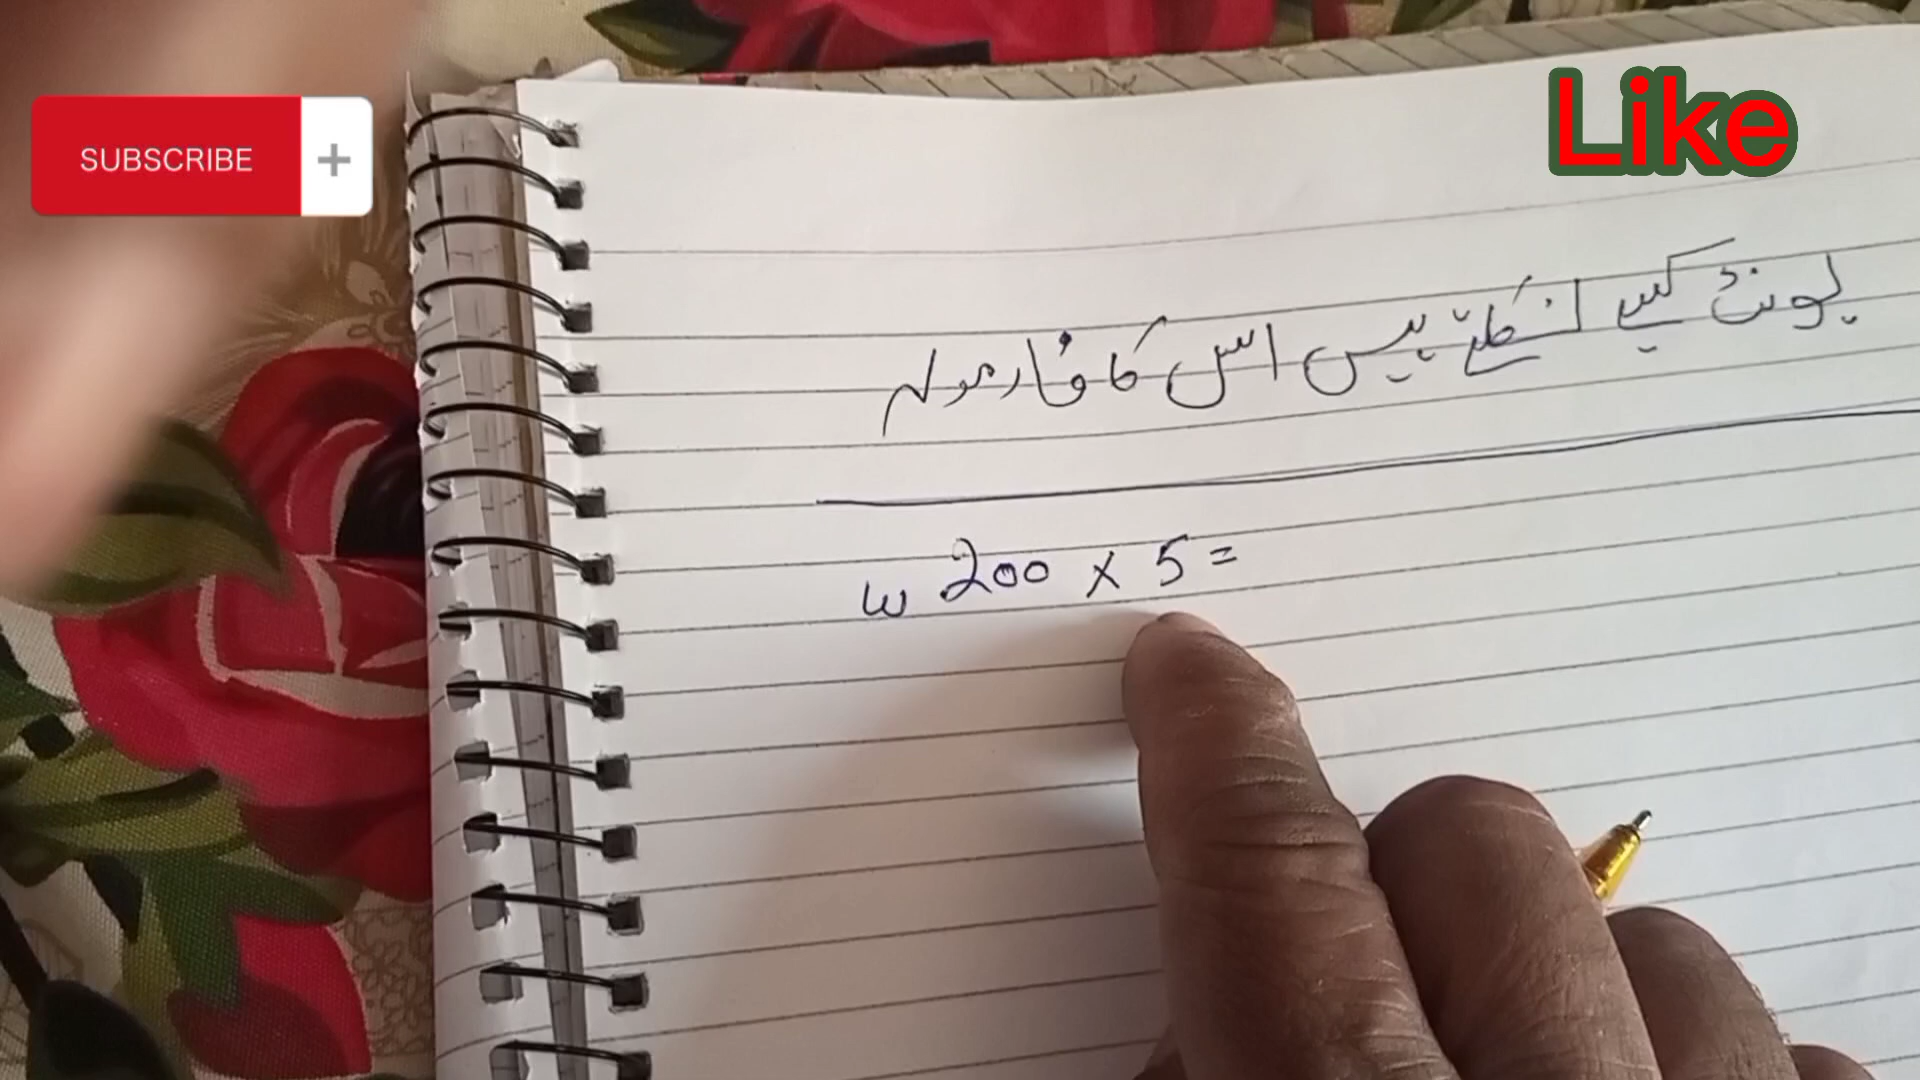 SUBSCRIBE +
Like
یونٹ کیسے نکلتے ہیں اس کا فارمولہ
W 200 × 5 =